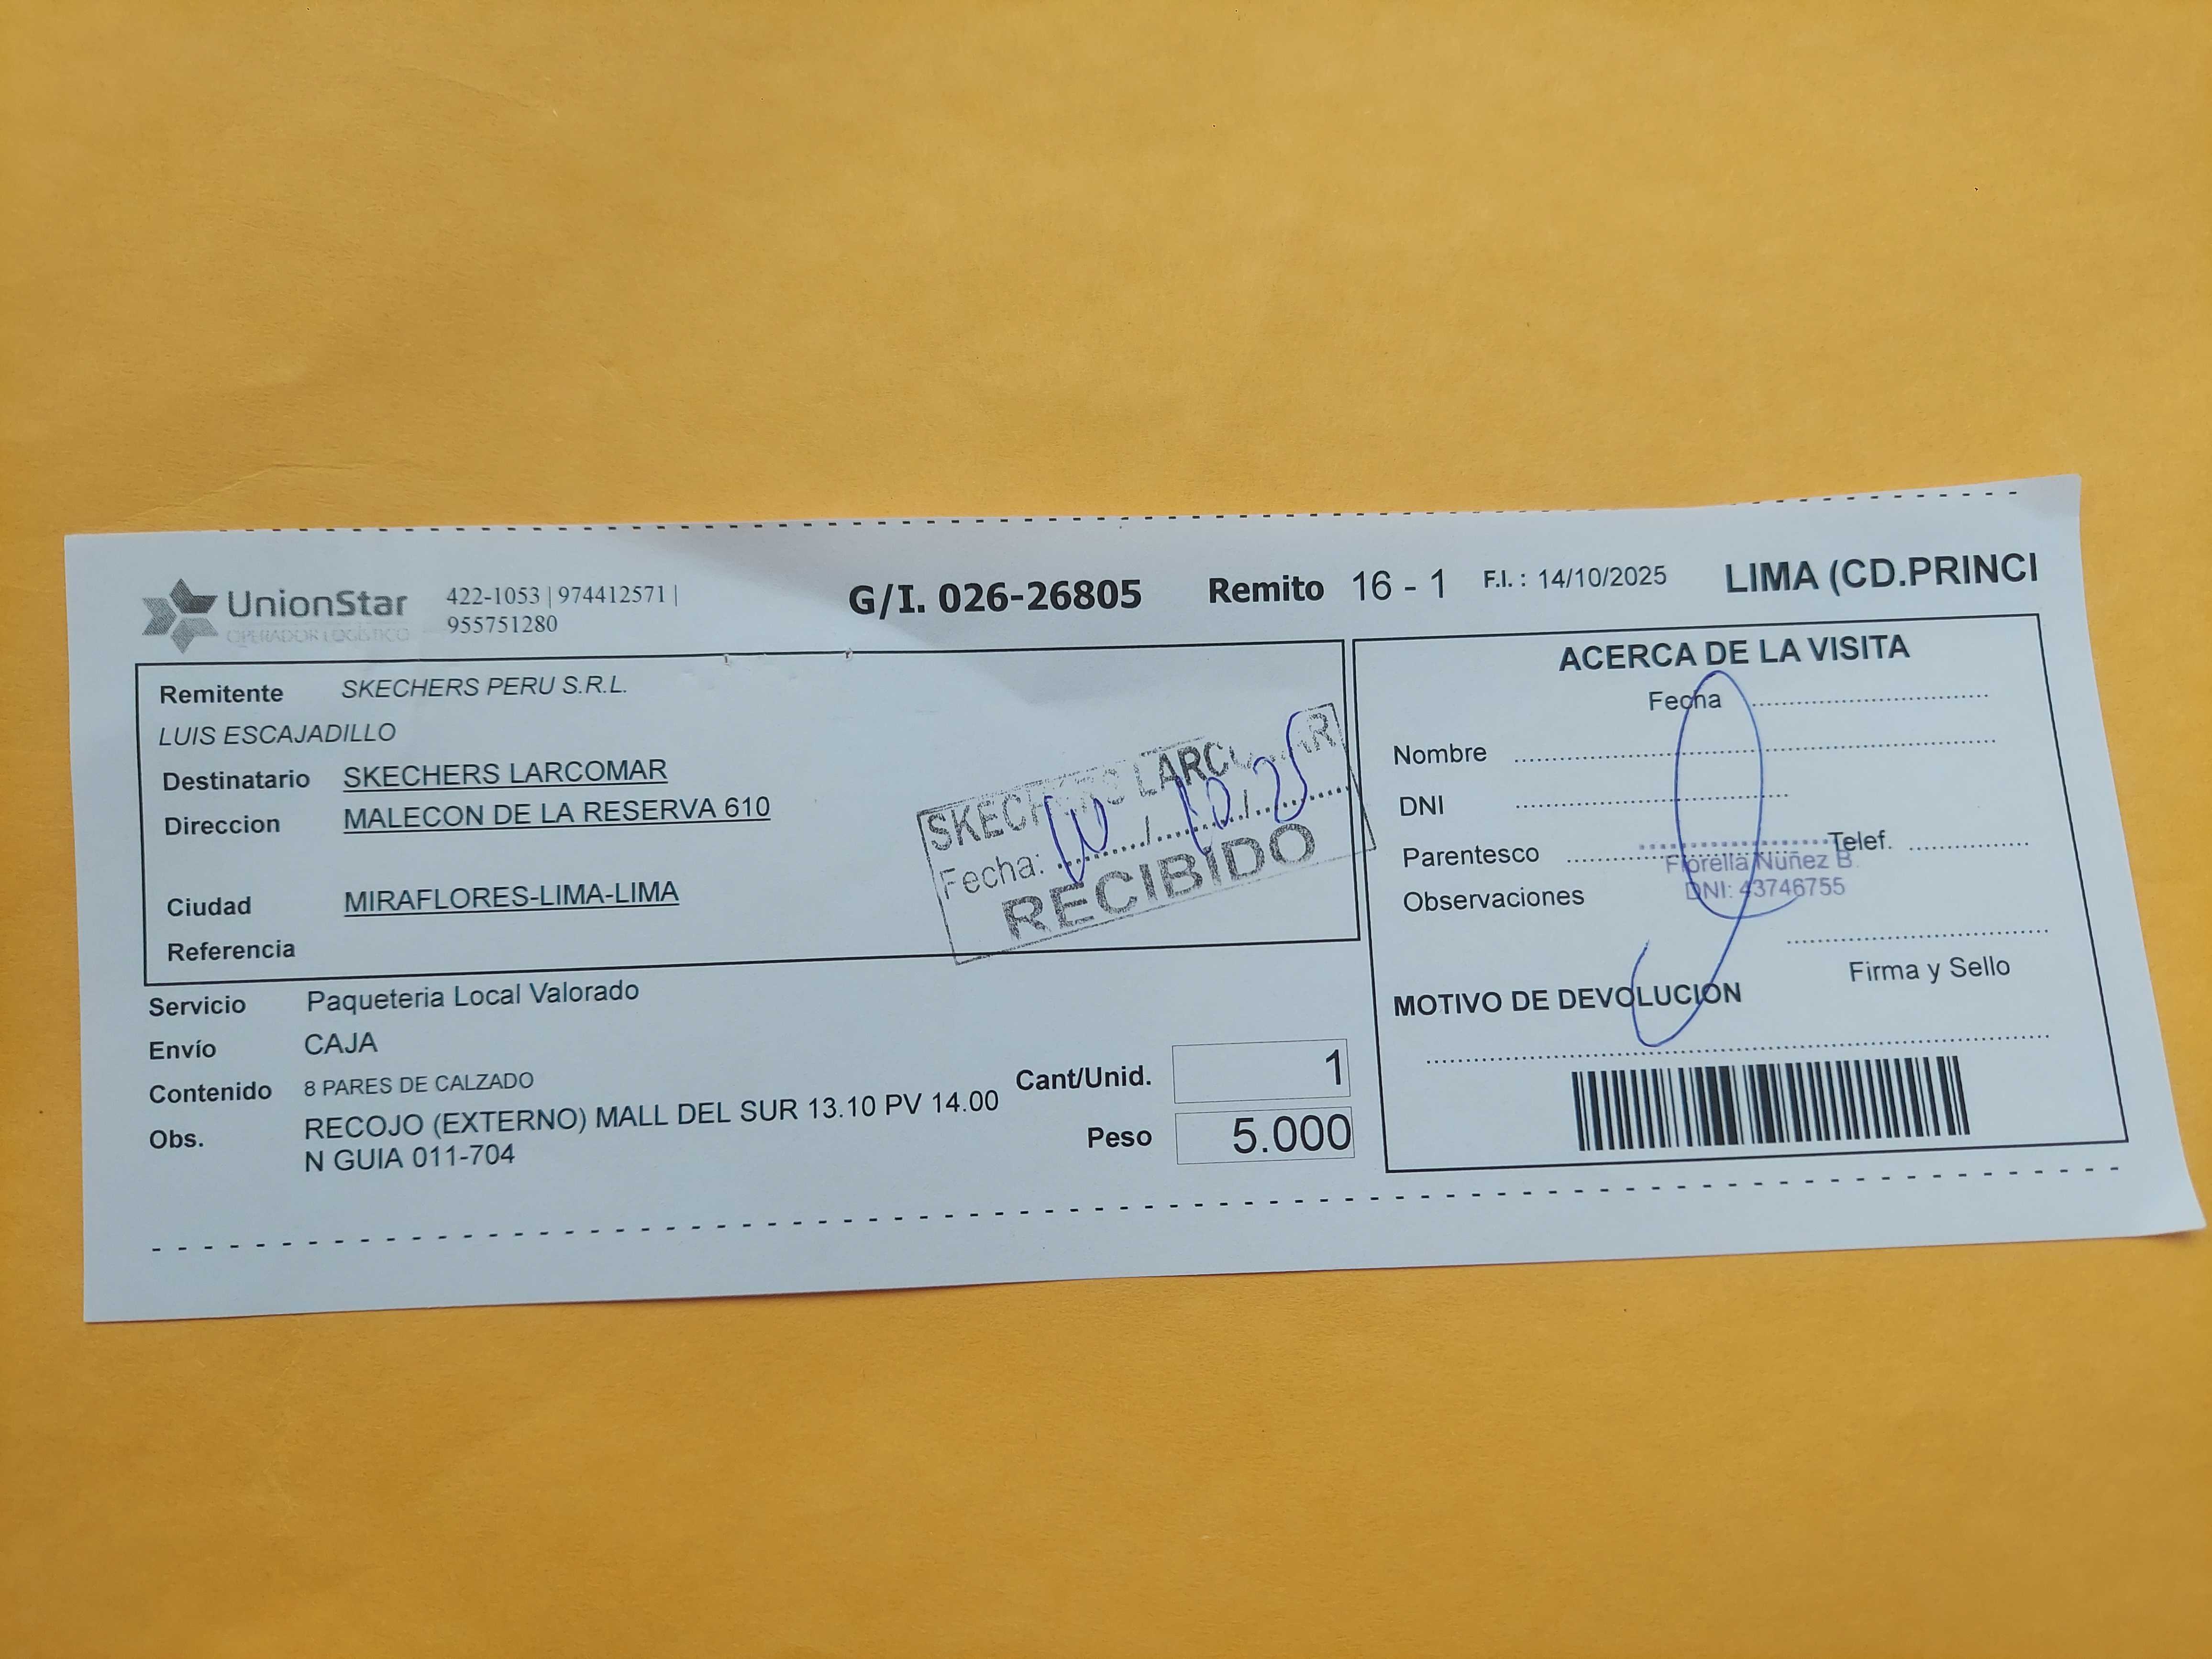 UnionStar
OPERADOR LOGÍSTICO
422-1053 | 974412571 |
955751280
G/I. 026-26805
Remito 16 - 1
F.I. : 14/10/2025
LIMA (CD.PRINCI
Remitente SKECHERS PERU S.R.L.
LUIS ESCAJADILLO
Destinatario SKECHERS LARCOMAR
Direccion MALECON DE LA RESERVA 610
Ciudad MIRAFLORES-LIMA-LIMA
Referencia
SKECHERS LARCOMAR
Fecha: / 10 / 25
RECIBIDO
Servicio Paqueteria Local Valorado
Envío CAJA
Contenido 8 PARES DE CALZADO
Obs. RECOJO (EXTERNO) MALL DEL SUR 13.10 PV 14.00
N GUIA 011-704
Cant/Unid. 1
Peso 5.000
ACERCA DE LA VISITA
Fecha
Nombre
DNI
Parentesco Telef.
Fiorella Nuñez B.
DNI: 43746755
Observaciones
Firma y Sello
MOTIVO DE DEVOLUCION